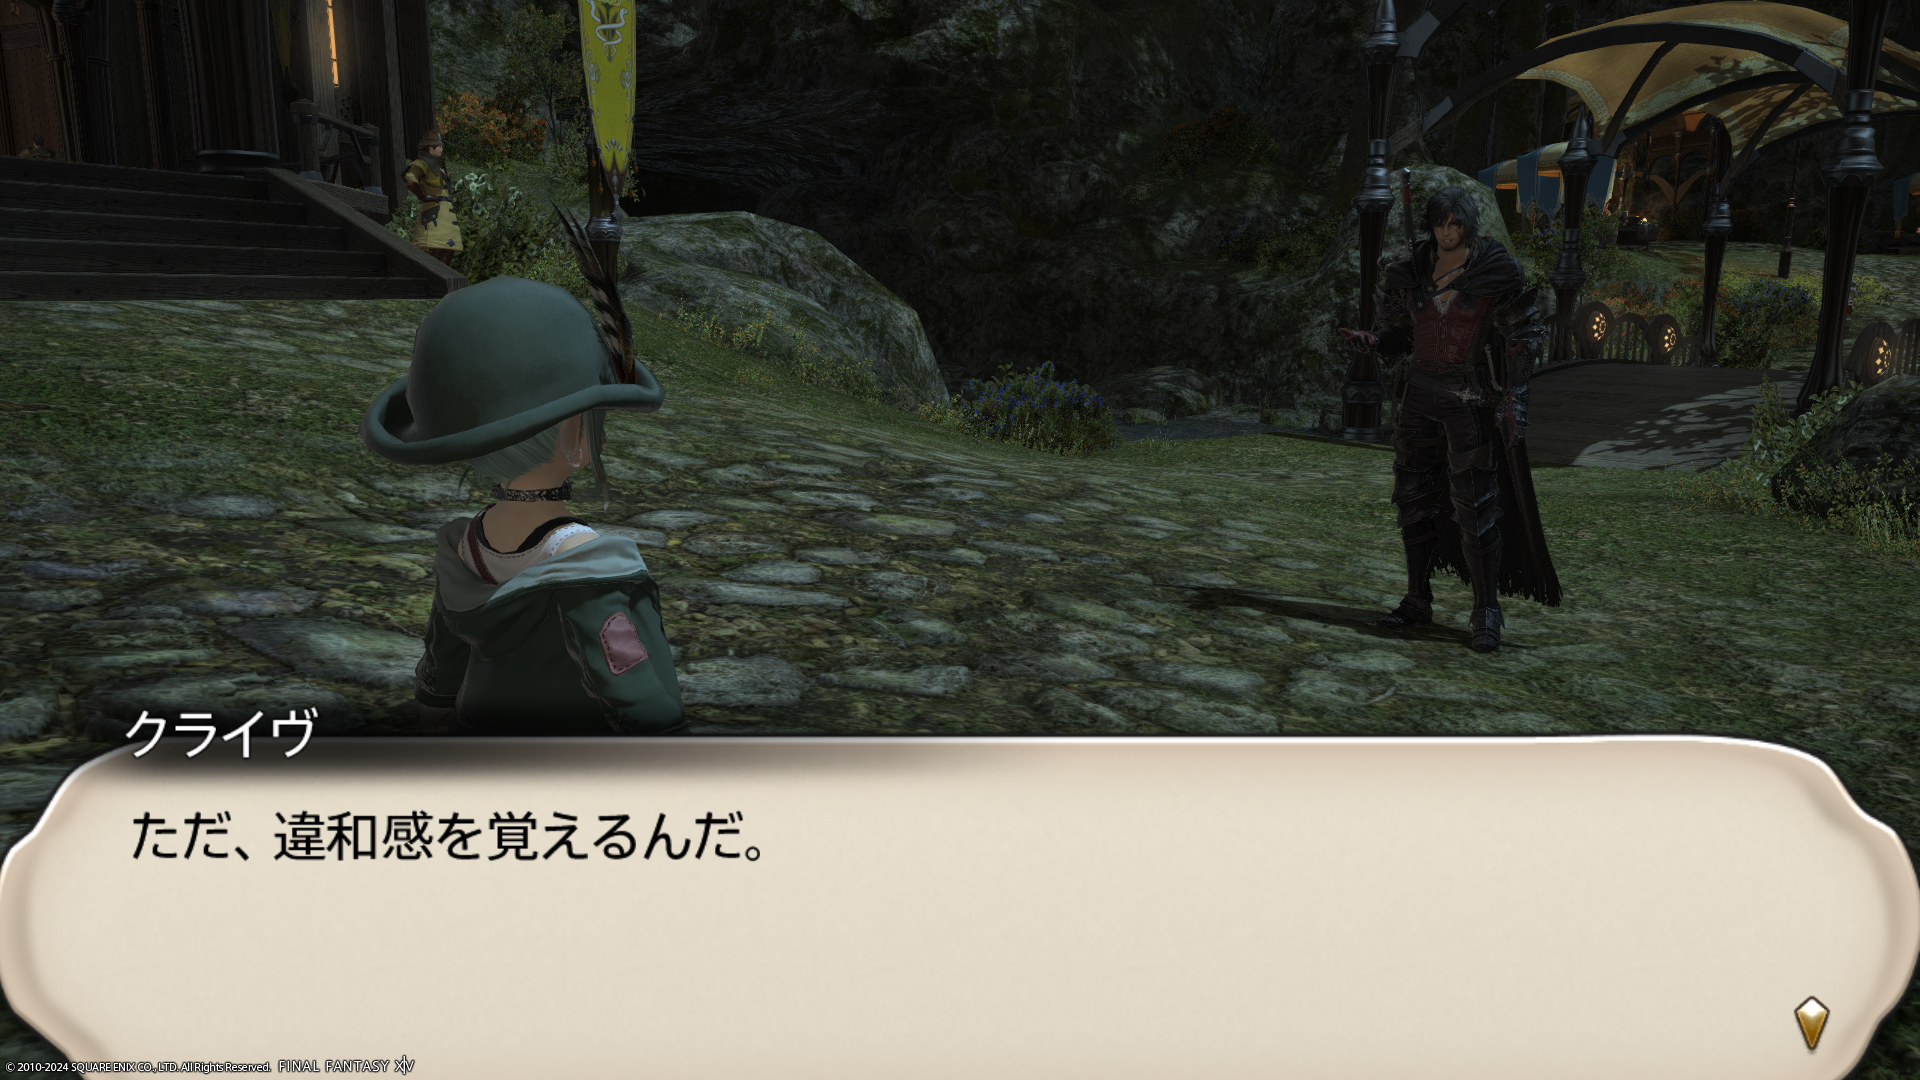 クライヴ
ただ、違和感を覚えるんだ。
© 2010-2024 SQUARE ENIX CO., LTD. All Rights Reserved. FINAL FANTASY XIV